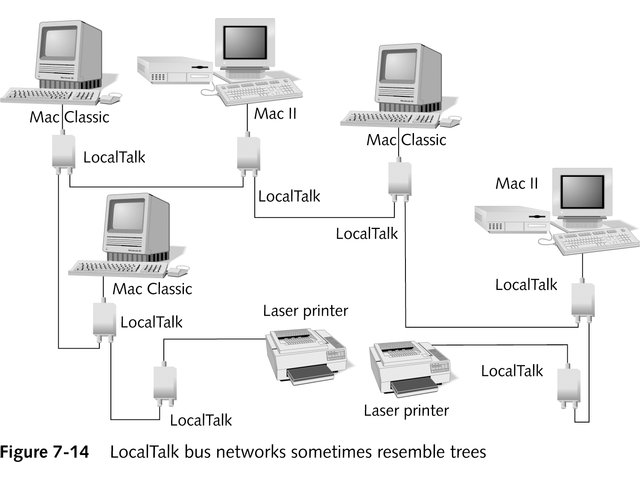 Mac Classic
LocalTalk
Mac II
LocalTalk
Mac Classic
LocalTalk
Mac II
LocalTalk
Mac Classic
LocalTalk
Laser printer
LocalTalk
Laser printer
LocalTalk
Figure 7-14 LocalTalk bus networks sometimes resemble trees